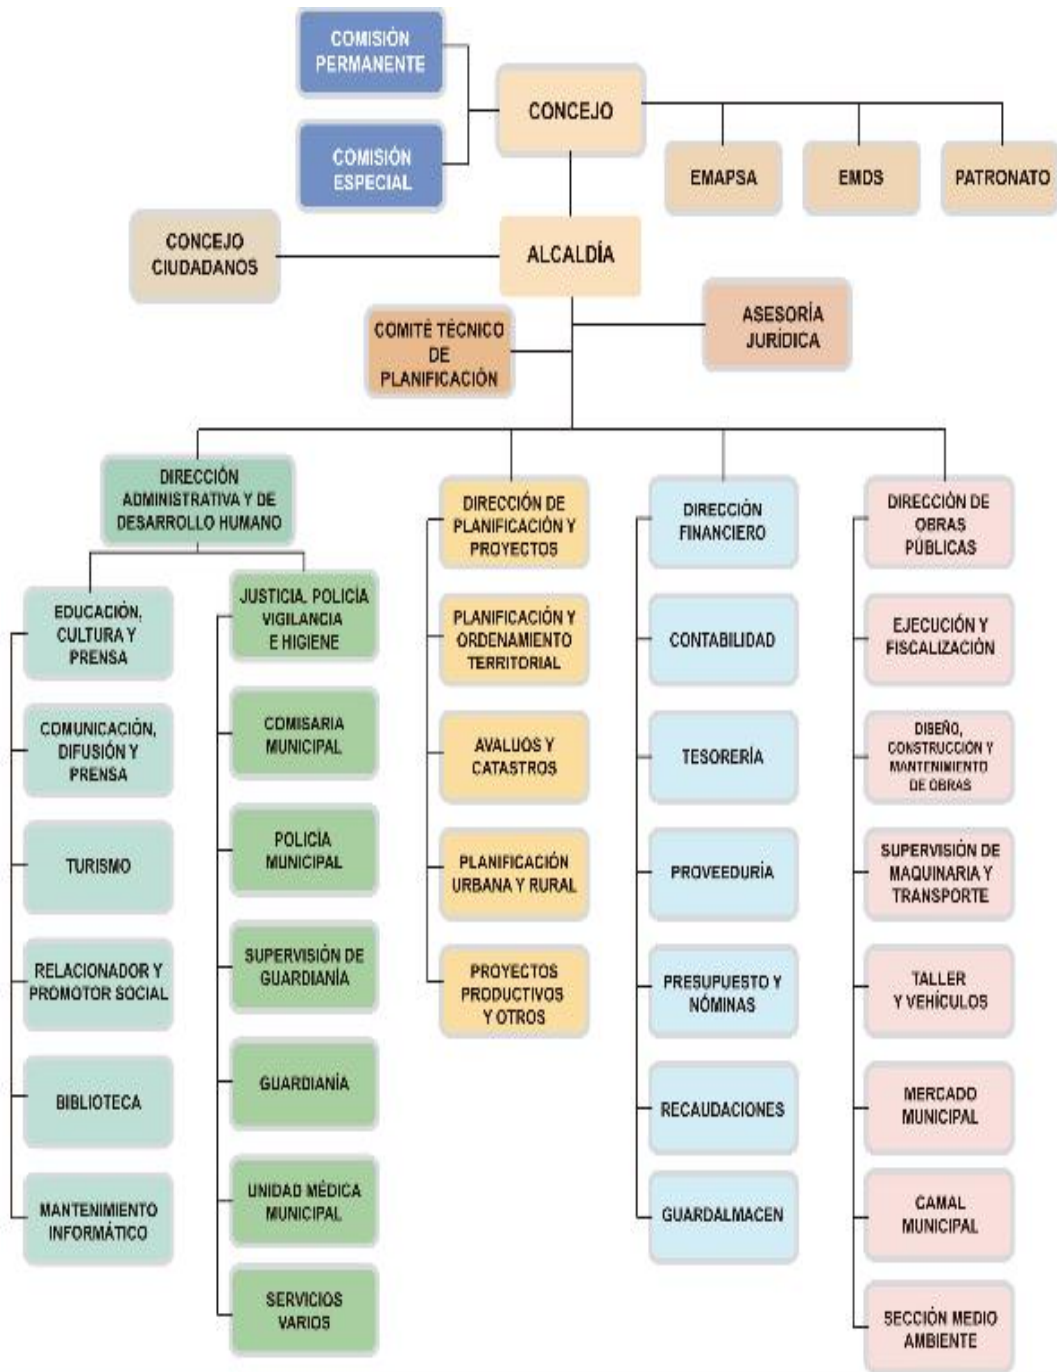 COMISIÓN
PERMANENTE
CONCEJO
COMISIÓN
ESPECIAL
EMAPSA
EMDS
PATRONATO
CONCEJO
CIUDADANOS
ALCALDÍA
COMITÉ TÉCNICO
DE
PLANIFICACIÓN
ASESORÍA
JURÍDICA
DIRECCIÓN
ADMINISTRATIVA Y DE
DESARROLLO HUMANO
EDUCACIÓN,
CULTURA Y
PRENSA
COMUNICACIÓN,
DIFUSIÓN Y
PRENSA
TURISMO
RELACIONADOR Y
PROMOTOR SOCIAL
BIBLIOTECA
MANTENIMIENTO
INFORMÁTICO
JUSTICIA, POLICÍA
VIGILANCIA
E HIGIENE
COMISARIA
MUNICIPAL
POLICÍA
MUNICIPAL
SUPERVISIÓN DE
GUARDIANÍA
GUARDIANÍA
UNIDAD MÉDICA
MUNICIPAL
SERVICIOS
VARIOS
DIRECCIÓN DE
PLANIFICACIÓN Y
PROYECTOS
PLANIFICACIÓN Y
ORDENAMIENTO
TERRITORIAL
AVALUOS Y
CATASTROS
PLANIFICACIÓN
URBANA Y RURAL
PROYECTOS
PRODUCTIVOS
Y OTROS
DIRECCIÓN
FINANCIERO
CONTABILIDAD
TESORERÍA
PROVEEDURÍA
PRESUPUESTO Y
NÓMINAS
RECAUDACIONES
GUARDALMACEN
DIRECCIÓN DE
OBRAS
PÚBLICAS
EJECUCIÓN Y
FISCALIZACIÓN
DISEÑO,
CONSTRUCCIÓN Y
MANTENIMIENTO
DE OBRAS
SUPERVISIÓN DE
MAQUINARIA Y
TRANSPORTE
TALLER
Y VEHÍCULOS
MERCADO
MUNICIPAL
CAMAL
MUNICIPAL
SECCIÓN MEDIO
AMBIENTE